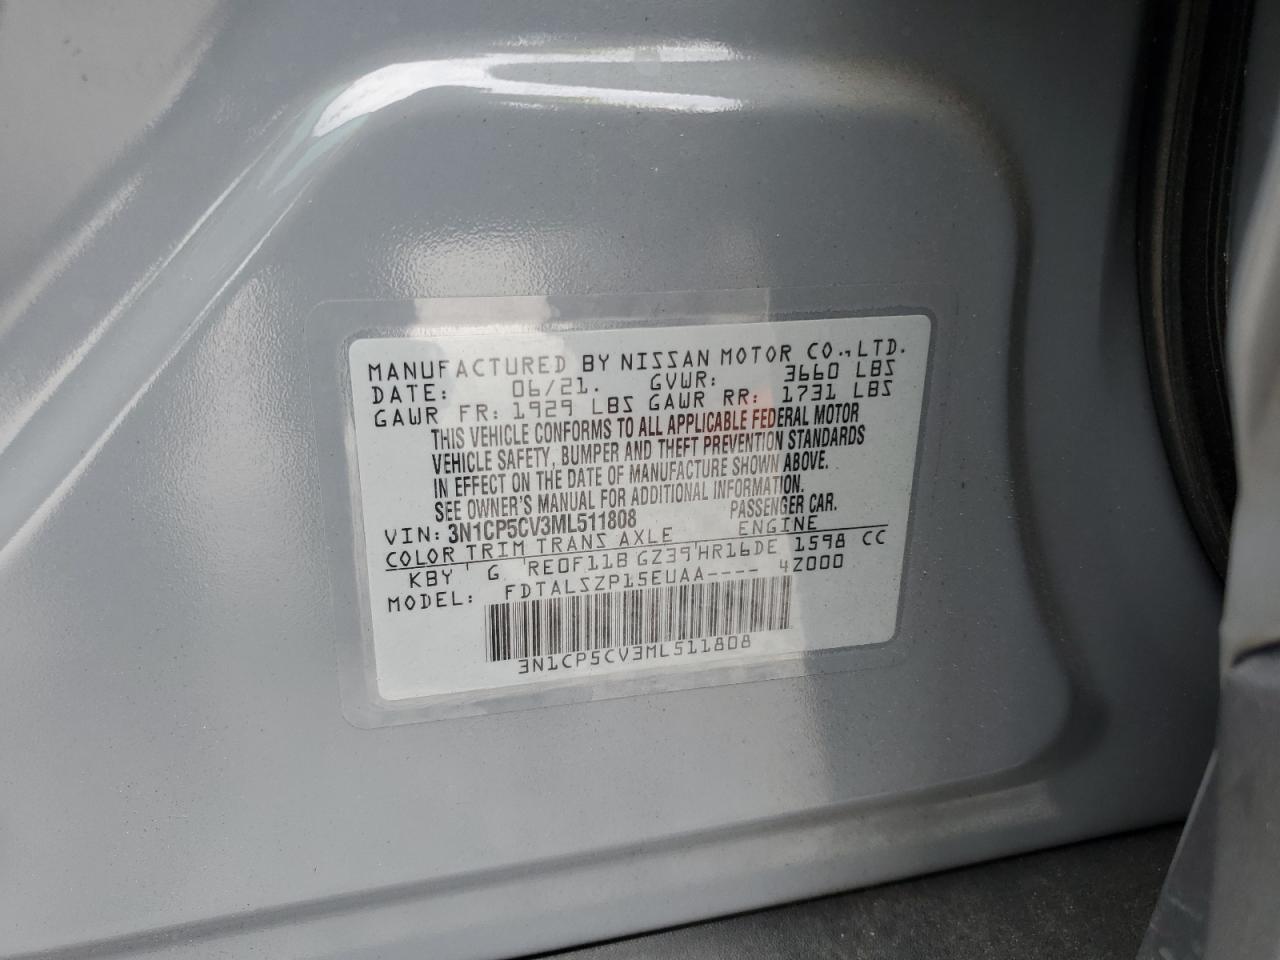 MANUFACTURED BY NISSAN MOTOR CO., LTD.
DATE: 06/21. GVWR: 3660 LBS
GAWR FR: 1929 LBS GAWR RR: 1731 LBS
THIS VEHICLE CONFORMS TO ALL APPLICABLE FEDERAL MOTOR
VEHICLE SAFETY, BUMPER AND THEFT PREVENTION STANDARDS
IN EFFECT ON THE DATE OF MANUFACTURE SHOWN ABOVE.
SEE OWNER'S MANUAL FOR ADDITIONAL INFORMATION.
VIN: 3N1CP5CV3ML511808 PASSENGER CAR.
COLOR TRIM TRANS AXLE ENGINE
KBY ' G RE0F11B GZ39'HR16DE 1598 CC
MODEL: FDTALSZP15EUAA---- 4Z000
3N1CP5CV3ML511808